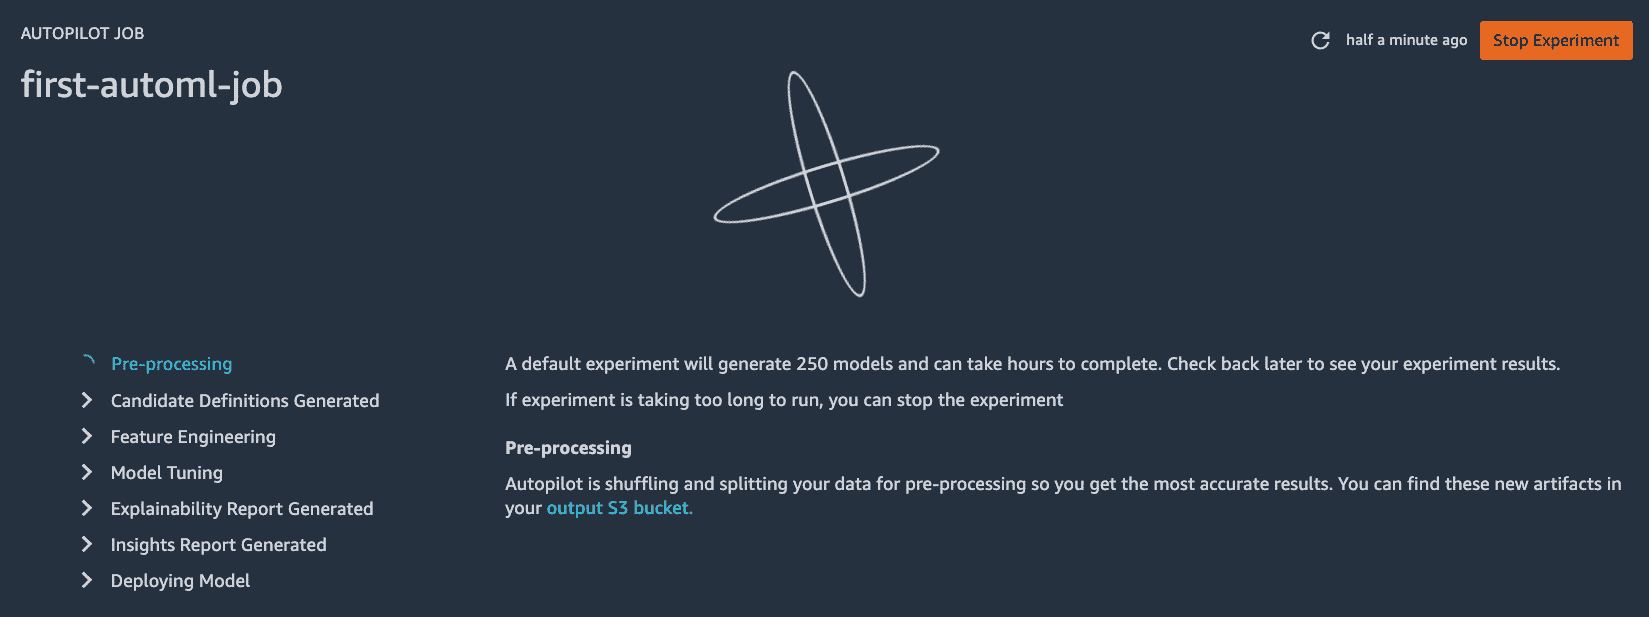 AUTOPILOT JOB
half a minute ago
Stop Experiment
first-automl-job
Pre-processing
Candidate Definitions Generated
Feature Engineering
Model Tuning
Explainability Report Generated
Insights Report Generated
Deploying Model
A default experiment will generate 250 models and can take hours to complete. Check back later to see your experiment results.
If experiment is taking too long to run, you can stop the experiment
Pre-processing
Autopilot is shuffling and splitting your data for pre-processing so you get the most accurate results. You can find these new artifacts in
your output S3 bucket.